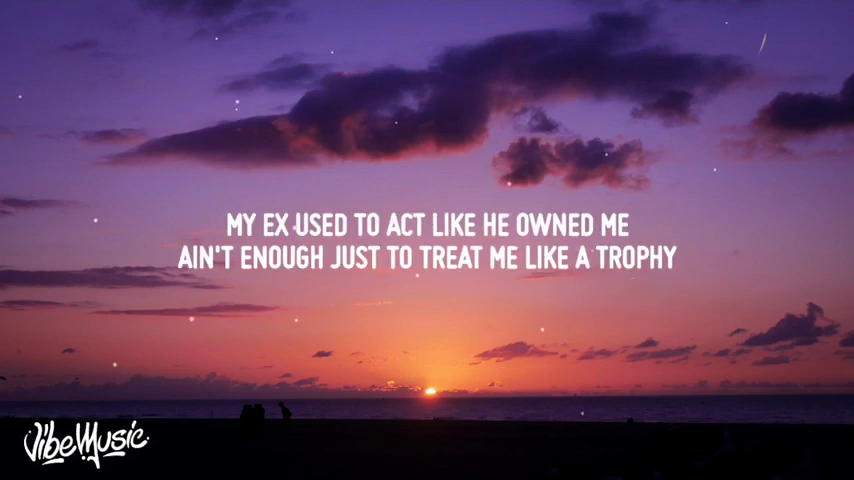 MY EX USED TO ACT LIKE HE OWNED ME
AIN'T ENOUGH JUST TO TREAT ME LIKE A TROPHY
VibeMusic